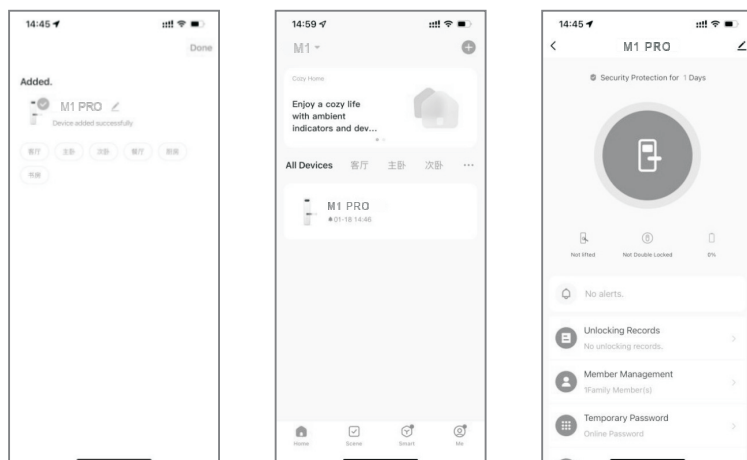 14:45
Done
Added.
M1 PRO
Device added successfully
客厅 主卧 次卧 餐厅 厨房
书房
14:59
M1
Cozy Home
Enjoy a cozy life
with ambient
indicators and dev...
All Devices 客厅 主卧 次卧 ...
M1 PRO
01-18 14:46
Home Scene Smart Me
14:45
M1 PRO
Security Protection for 1 Days
Not lifted Not Double Locked 0%
No alerts.
Unlocking Records
No unlocking records.
Member Management
1Family Member(s)
Temporary Password
Online Password